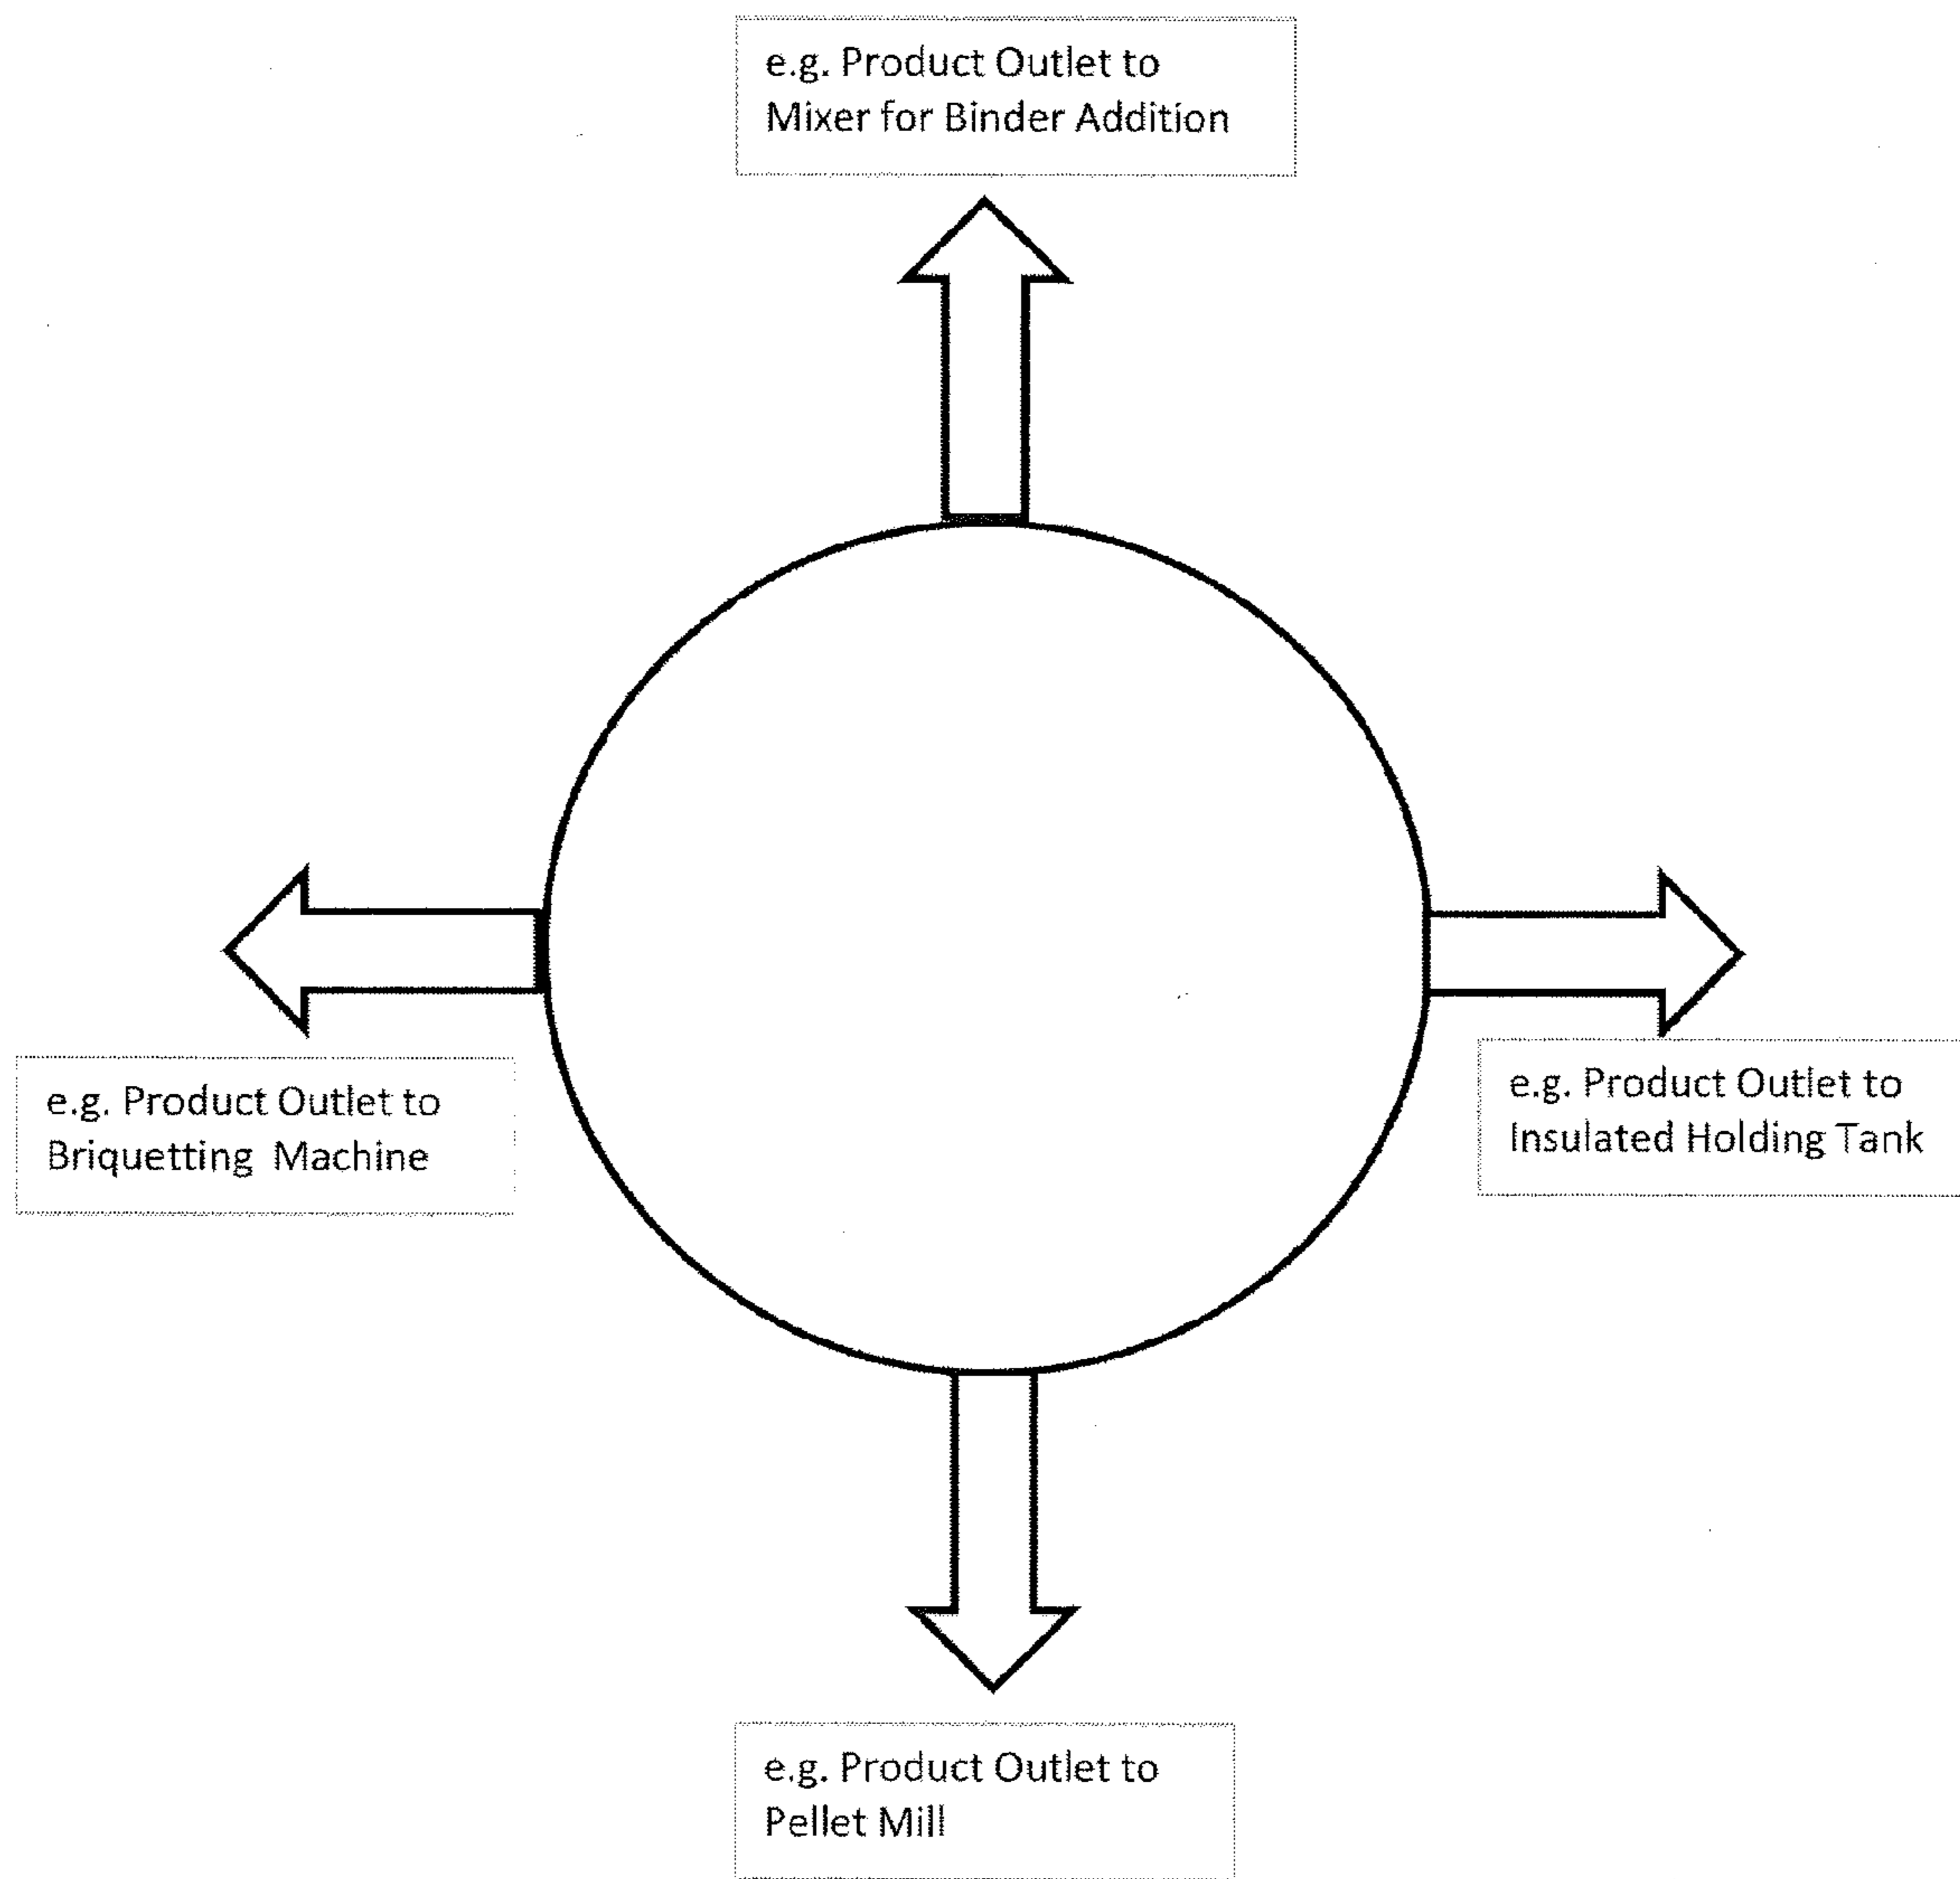 e.g. Product Outlet to
Mixer for Binder Addition
e.g. Product Outlet to
Briquetting Machine
e.g. Product Outlet to
Insulated Holding Tank
e.g. Product Outlet to
Pellet Mill